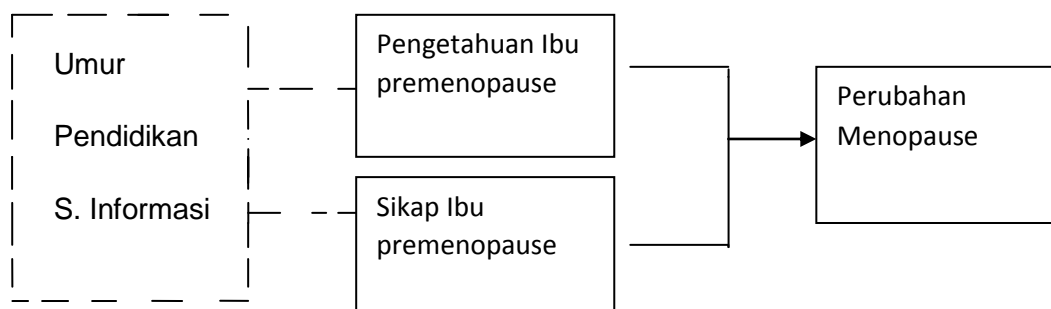 Umur
Pendidikan
S. Informasi
Pengetahuan Ibu
premenopause
Sikap Ibu
premenopause
Perubahan
Menopause